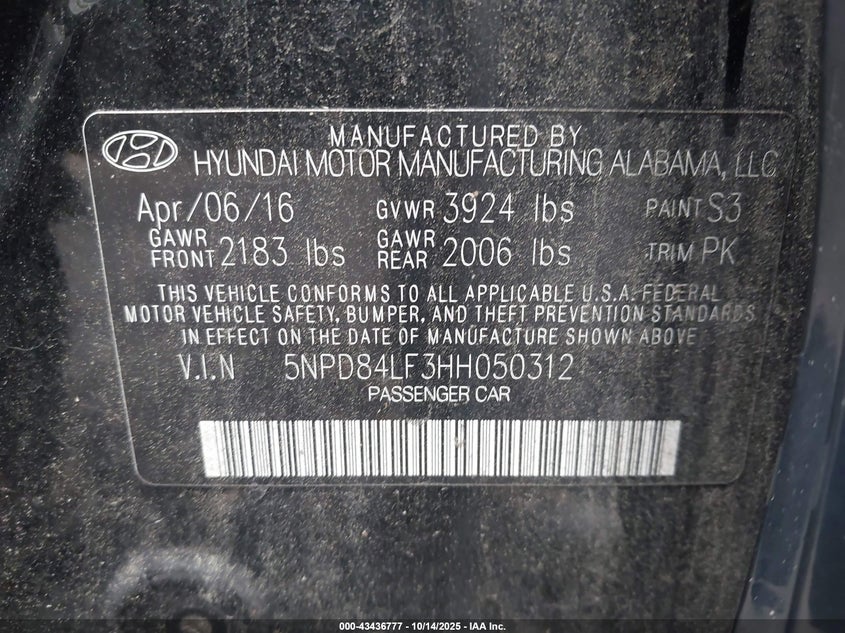 MANUFACTURED BY
HYUNDAI MOTOR MANUFACTURING ALABAMA, LLC
Apr/06/16 GVWR 3924 lbs PAINT S3
GAWR FRONT 2183 lbs GAWR REAR 2006 lbs TRIM PK
THIS VEHICLE CONFORMS TO ALL APPLICABLE U.S.A. FEDERAL
MOTOR VEHICLE SAFETY, BUMPER, AND THEFT PREVENTION STANDARDS
IN EFFECT ON THE DATE OF MANUFACTURE SHOWN ABOVE
V.I.N 5NPD84LF3HH050312
PASSENGER CAR
000-43436777 - 10/14/2025 - IAA Inc.